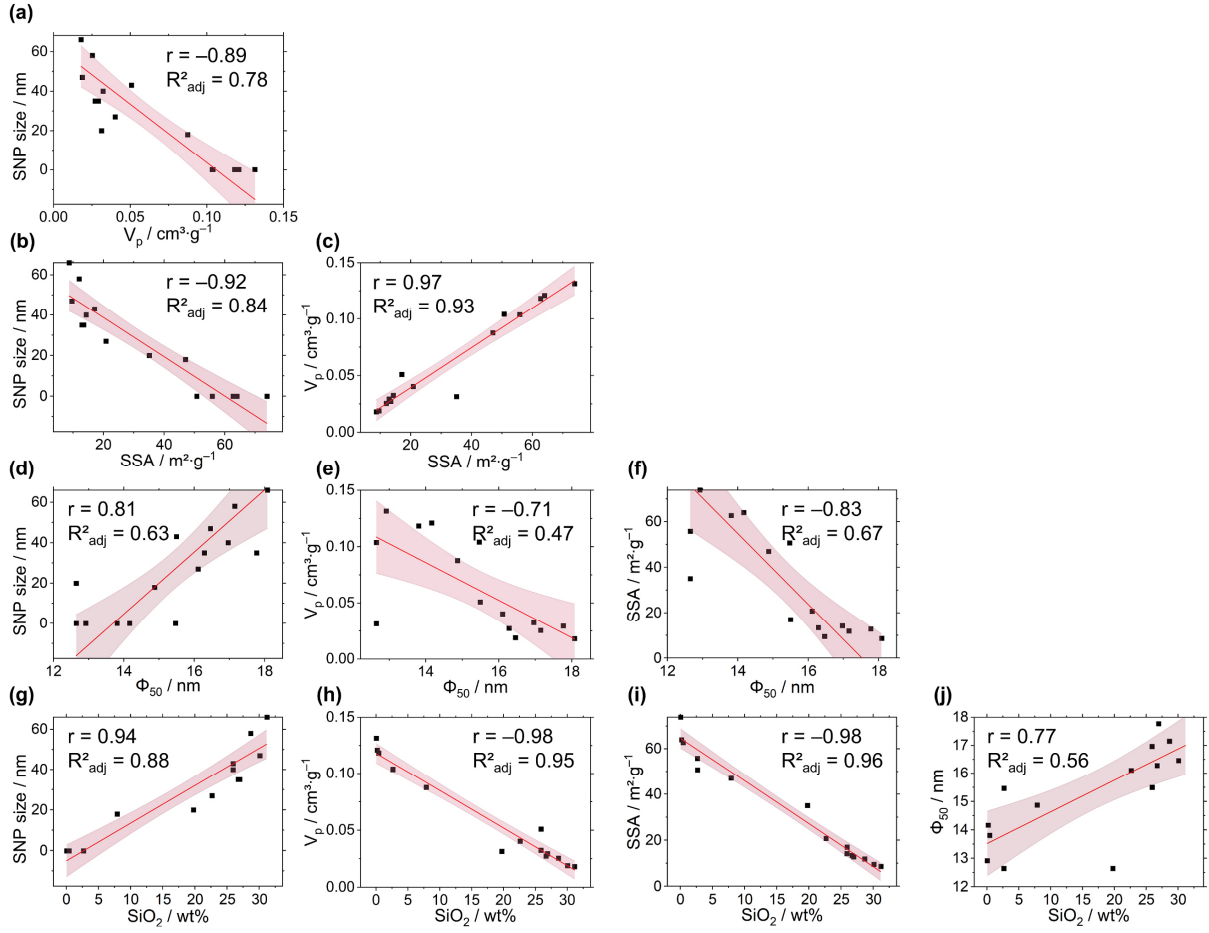 (a)
60
40
20
0
SNP size / nm
r = –0.89
R²adj = 0.78
0.00 0.05 0.10 0.15
Vp / cm³·g⁻¹
(b)
60
40
20
0
SNP size / nm
r = –0.92
R²adj = 0.84
20 40 60
SSA / m²·g⁻¹
(c)
0.15
0.10
0.05
0.00
Vp / cm³·g⁻¹
r = 0.97
R²adj = 0.93
20 40 60
SSA / m²·g⁻¹
(d)
60
40
20
0
SNP size / nm
r = 0.81
R²adj = 0.63
12 14 16 18
Φ50 / nm
(e)
0.15
0.10
0.05
0.00
Vp / cm³·g⁻¹
r = –0.71
R²adj = 0.47
14 16 18
Φ50 / nm
(f)
60
40
20
0
SSA / m²·g⁻¹
r = –0.83
R²adj = 0.67
12 14 16 18
Φ50 / nm
(g)
60
40
20
0
SNP size / nm
r = 0.94
R²adj = 0.88
0 5 10 15 20 25 30
SiO2 / wt%
(h)
0.15
0.10
0.05
0.00
Vp / cm³·g⁻¹
r = –0.98
R²adj = 0.95
0 5 10 15 20 25 30
SiO2 / wt%
(i)
60
40
20
0
SSA / m²·g⁻¹
r = –0.98
R²adj = 0.96
0 5 10 15 20 25 30
SiO2 / wt%
(j)
18
17
16
15
14
13
12
Φ50 / nm
r = 0.77
R²adj = 0.56
0 5 10 15 20 25 30
SiO2 / wt%